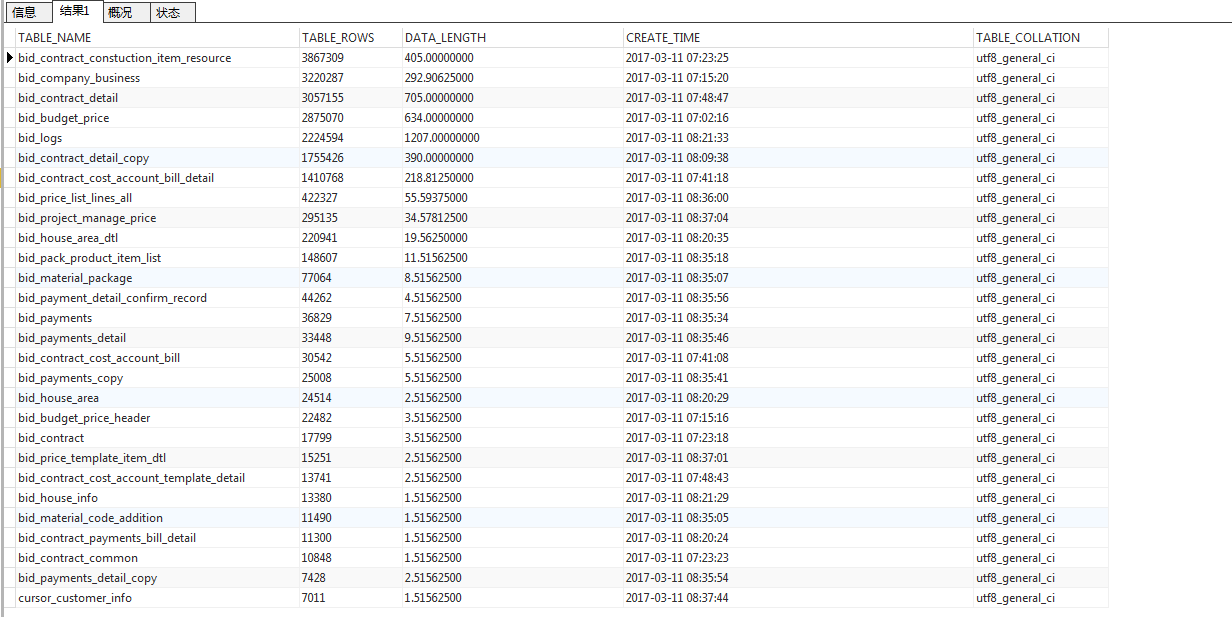 信息 结果1 概况 状态
TABLE_NAME TABLE_ROWS DATA_LENGTH CREATE_TIME TABLE_COLLATION
bid_contract_constuction_item_resource 3867309 405.00000000 2017-03-11 07:23:25 utf8_general_ci
bid_company_business 3220287 292.90625000 2017-03-11 07:15:20 utf8_general_ci
bid_contract_detail 3057155 705.00000000 2017-03-11 07:48:47 utf8_general_ci
bid_budget_price 2875070 634.00000000 2017-03-11 07:02:16 utf8_general_ci
bid_logs 2224594 1207.00000000 2017-03-11 08:21:33 utf8_general_ci
bid_contract_detail_copy 1755426 390.00000000 2017-03-11 08:09:38 utf8_general_ci
bid_contract_cost_account_bill_detail 1410768 218.81250000 2017-03-11 07:41:18 utf8_general_ci
bid_price_list_lines_all 422327 55.59375000 2017-03-11 08:36:00 utf8_general_ci
bid_project_manage_price 295135 34.57812500 2017-03-11 08:37:04 utf8_general_ci
bid_house_area_dtl 220941 19.56250000 2017-03-11 08:20:35 utf8_general_ci
bid_pack_product_item_list 148607 11.51562500 2017-03-11 08:35:18 utf8_general_ci
bid_material_package 77064 8.51562500 2017-03-11 08:35:07 utf8_general_ci
bid_payment_detail_confirm_record 44262 4.51562500 2017-03-11 08:35:56 utf8_general_ci
bid_payments 36829 7.51562500 2017-03-11 08:35:34 utf8_general_ci
bid_payments_detail 33448 9.51562500 2017-03-11 08:35:46 utf8_general_ci
bid_contract_cost_account_bill 30542 5.51562500 2017-03-11 07:41:08 utf8_general_ci
bid_payments_copy 25008 5.51562500 2017-03-11 08:35:41 utf8_general_ci
bid_house_area 24514 2.51562500 2017-03-11 08:20:29 utf8_general_ci
bid_budget_price_header 22482 3.51562500 2017-03-11 07:15:16 utf8_general_ci
bid_contract 17799 3.51562500 2017-03-11 07:23:18 utf8_general_ci
bid_price_template_item_dtl 15251 2.51562500 2017-03-11 08:37:01 utf8_general_ci
bid_contract_cost_account_template_detail 13741 2.51562500 2017-03-11 07:48:43 utf8_general_ci
bid_house_info 13380 1.51562500 2017-03-11 08:21:29 utf8_general_ci
bid_material_code_addition 11490 1.51562500 2017-03-11 08:35:05 utf8_general_ci
bid_contract_payments_bill_detail 11300 1.51562500 2017-03-11 08:20:24 utf8_general_ci
bid_contract_common 10848 1.51562500 2017-03-11 07:23:23 utf8_general_ci
bid_payments_detail_copy 7428 2.51562500 2017-03-11 08:35:54 utf8_general_ci
cursor_customer_info 7011 1.51562500 2017-03-11 08:37:44 utf8_general_ci